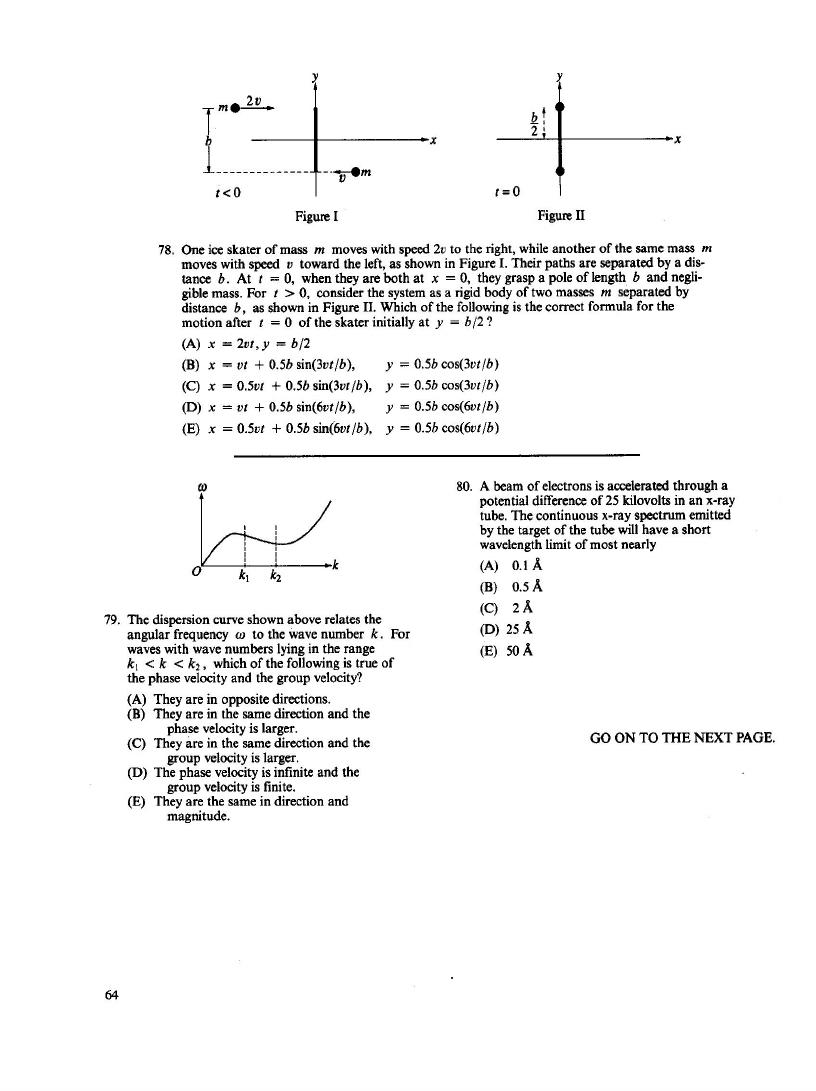 y
y
m 2v
b
x
v m
t < 0
Figure I
b/2
x
t = 0
Figure II
78. One ice skater of mass m moves with speed 2v to the right, while another of the same mass m
moves with speed v toward the left, as shown in Figure I. Their paths are separated by a dis-
tance b. At t = 0, when they are both at x = 0, they grasp a pole of length b and negli-
gible mass. For t > 0, consider the system as a rigid body of two masses m separated by
distance b, as shown in Figure II. Which of the following is the correct formula for the
motion after t = 0 of the skater initially at y = b/2 ?
(A) x = 2vt, y = b/2
(B) x = vt + 0.5b sin(3vt/b), y = 0.5b cos(3vt/b)
(C) x = 0.5vt + 0.5b sin(3vt/b), y = 0.5b cos(3vt/b)
(D) x = vt + 0.5b sin(6vt/b), y = 0.5b cos(6vt/b)
(E) x = 0.5vt + 0.5b sin(6vt/b), y = 0.5b cos(6vt/b)
ω
O k₁ k₂ k
79. The dispersion curve shown above relates the
angular frequency ω to the wave number k. For
waves with wave numbers lying in the range
k₁ < k < k₂, which of the following is true of
the phase velocity and the group velocity?
(A) They are in opposite directions.
(B) They are in the same direction and the
phase velocity is larger.
(C) They are in the same direction and the
group velocity is larger.
(D) The phase velocity is infinite and the
group velocity is finite.
(E) They are the same in direction and
magnitude.
80. A beam of electrons is accelerated through a
potential difference of 25 kilovolts in an x-ray
tube. The continuous x-ray spectrum emitted
by the target of the tube will have a short
wavelength limit of most nearly
(A) 0.1 Å
(B) 0.5 Å
(C) 2 Å
(D) 25 Å
(E) 50 Å
GO ON TO THE NEXT PAGE.
64